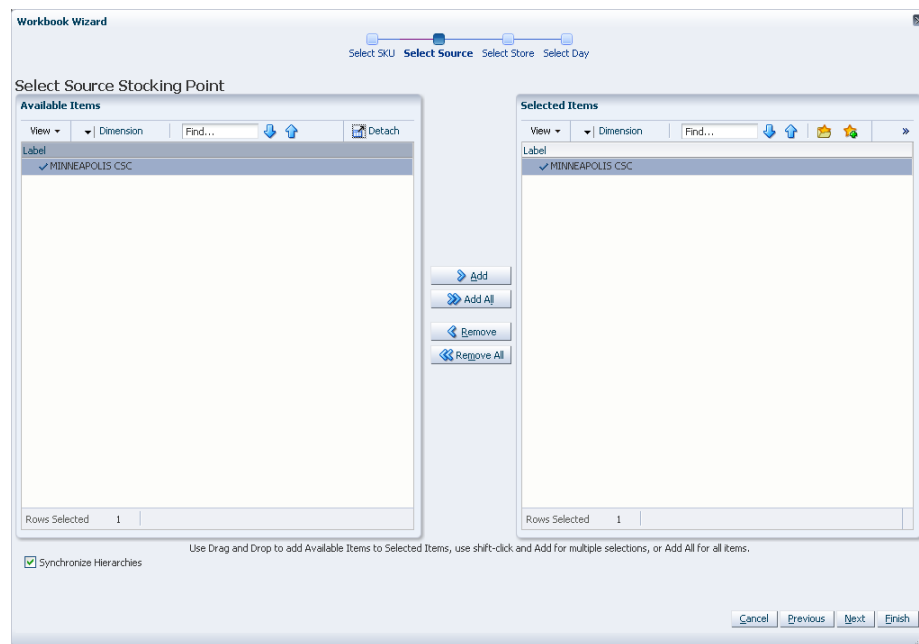 Workbook Wizard
Select SKU Select Source Select Store Select Day
Select Source Stocking Point
Available Items
View Dimension Find... Detach
Label
MINNEAPOLIS CSC
Rows Selected 1
Add
Add All
Remove
Remove All
Selected Items
View Dimension Find... »
Label
MINNEAPOLIS CSC
Rows Selected 1
Use Drag and Drop to add Available Items to Selected Items, use shift-click and Add for multiple selections, or Add All for all items.
Synchronize Hierarchies
Cancel Previous Next Finish